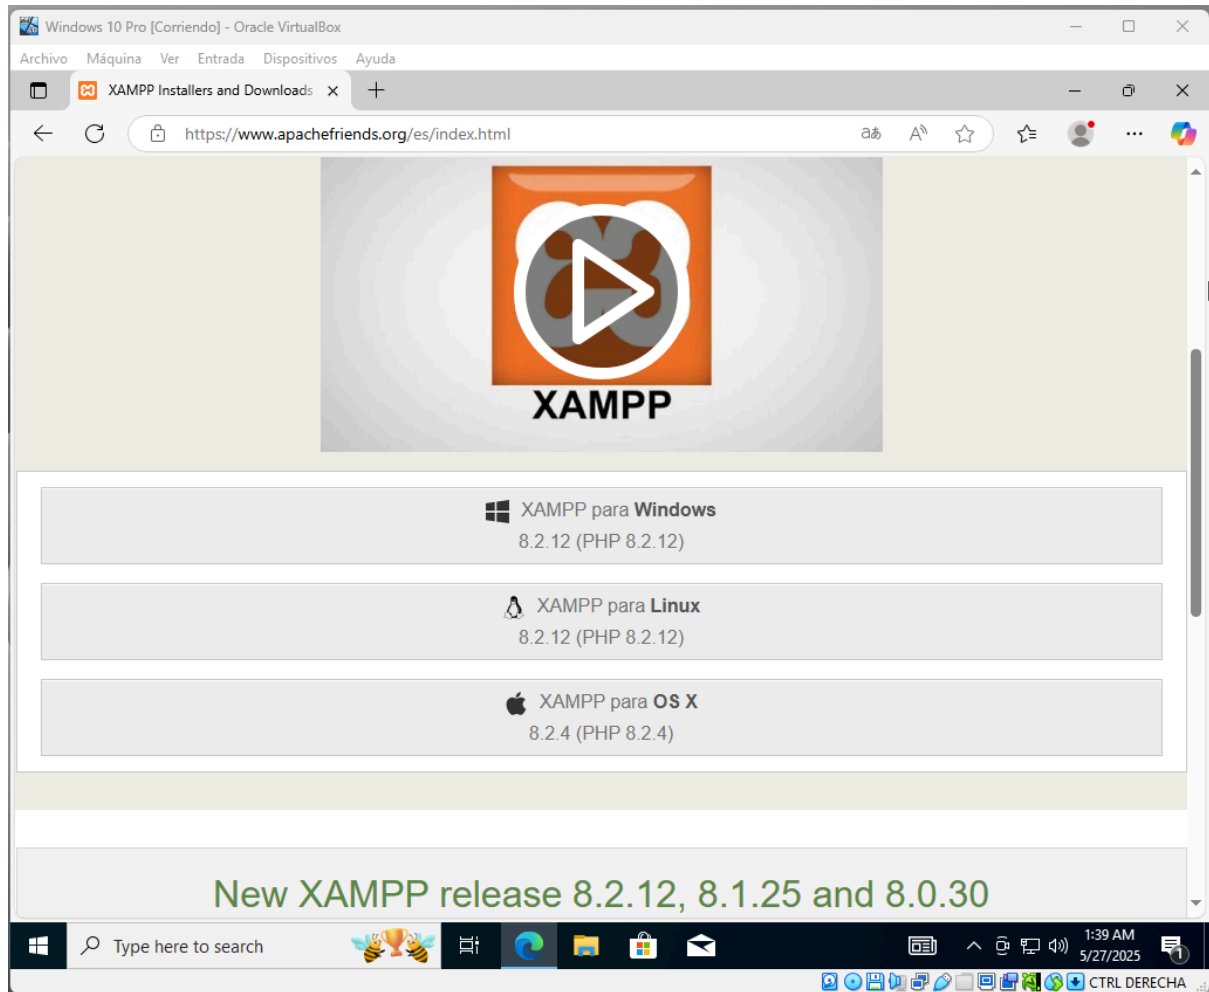 Windows 10 Pro [Corriendo] - Oracle VirtualBox
Archivo Máquina Ver Entrada Dispositivos Ayuda
XAMPP Installers and Downloads
https://www.apachefriends.org/es/index.html
XAMPP
XAMPP para Windows
8.2.12 (PHP 8.2.12)
XAMPP para Linux
8.2.12 (PHP 8.2.12)
XAMPP para OS X
8.2.4 (PHP 8.2.4)
New XAMPP release 8.2.12, 8.1.25 and 8.0.30
Type here to search
1:39 AM
5/27/2025
1
CTRL DERECHA